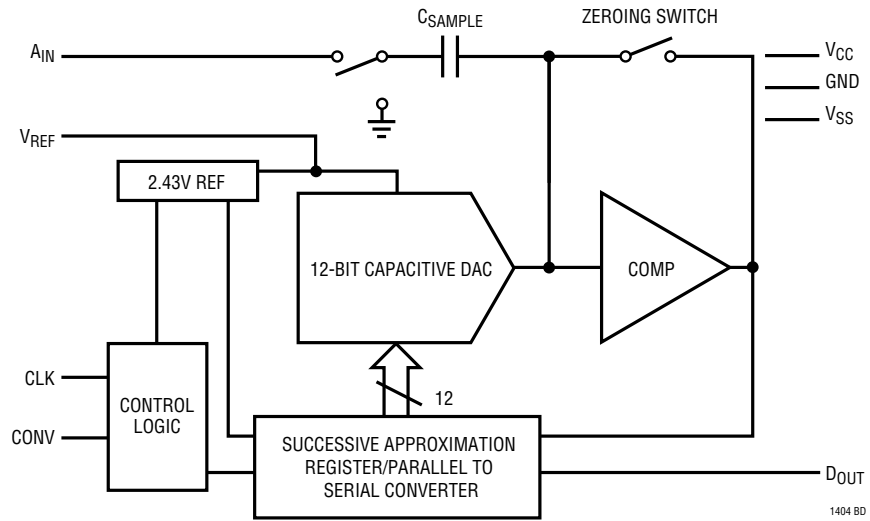 C_SAMPLE
ZEROING SWITCH
A_IN
V_CC
GND
V_SS
V_REF
2.43V REF
12-BIT CAPACITIVE DAC
COMP
CLK
CONV
CONTROL
LOGIC
12
SUCCESSIVE APPROXIMATION
REGISTER/PARALLEL TO
SERIAL CONVERTER
D_OUT
1404 BD